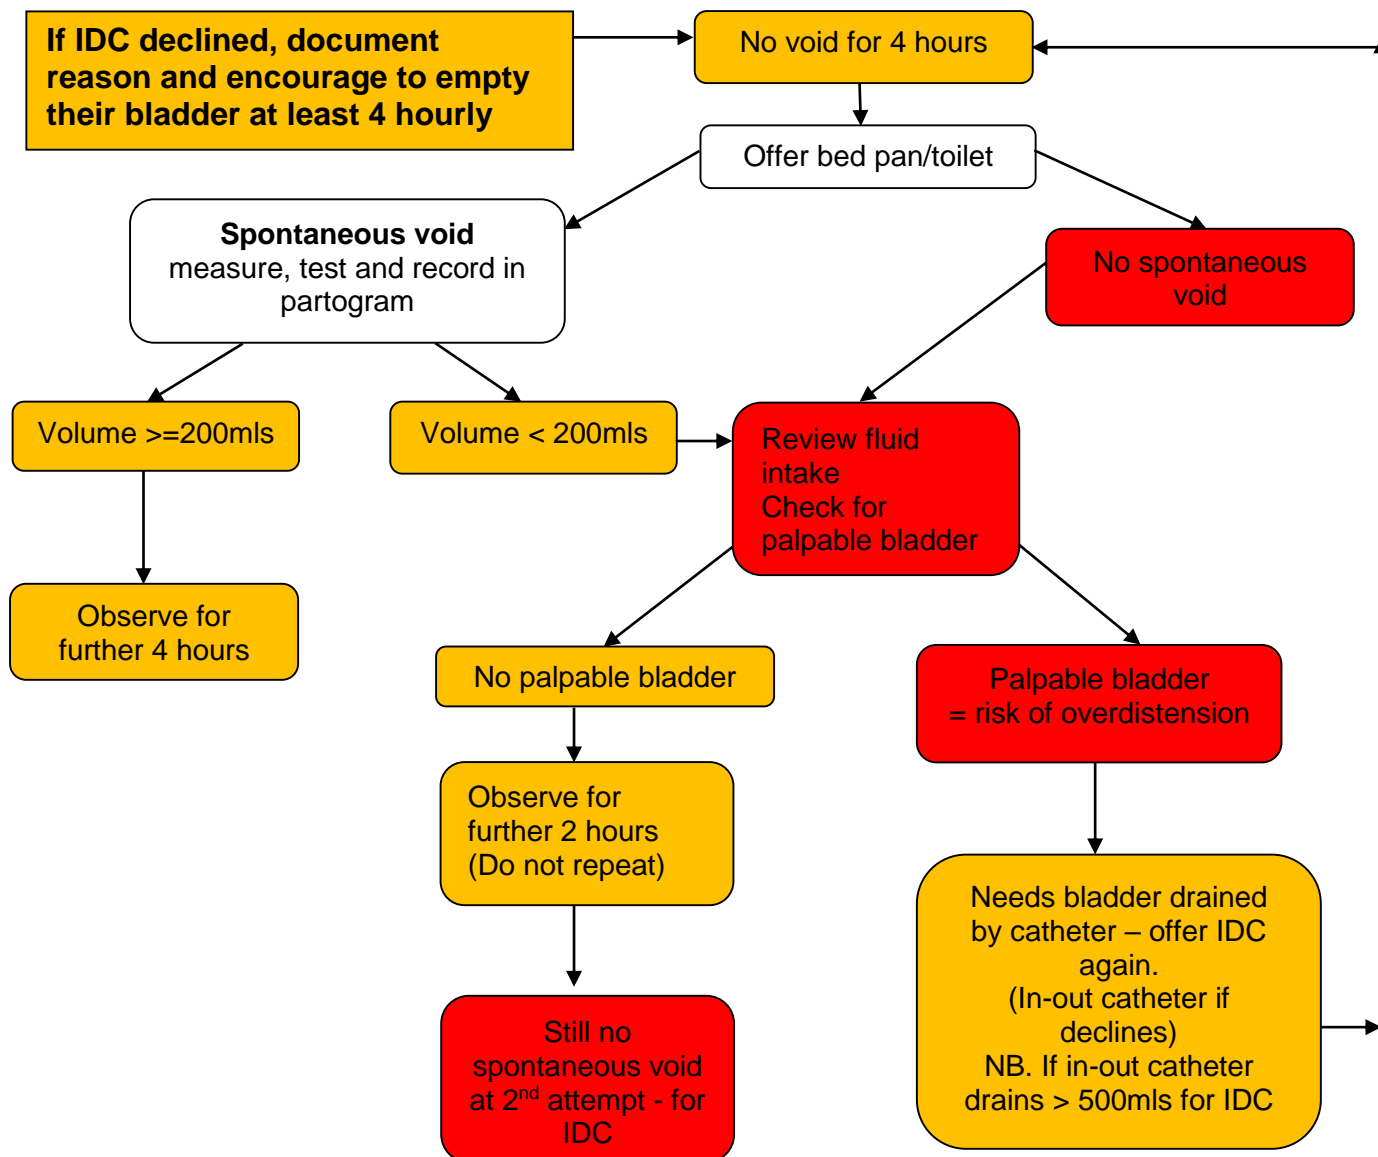 If IDC declined, document
reason and encourage to empty
their bladder at least 4 hourly
No void for 4 hours
Offer bed pan/toilet
Spontaneous void
measure, test and record in
partogram
No spontaneous
void
Volume >=200mls
Volume < 200mls
Review fluid
intake
Check for
palpable bladder
Observe for
further 4 hours
No palpable bladder
Palpable bladder
= risk of overdistension
Observe for
further 2 hours
(Do not repeat)
Needs bladder drained
by catheter – offer IDC
again.
(In-out catheter if
declines)
NB. If in-out catheter
drains > 500mls for IDC
Still no
spontaneous void
at 2nd attempt - for
IDC